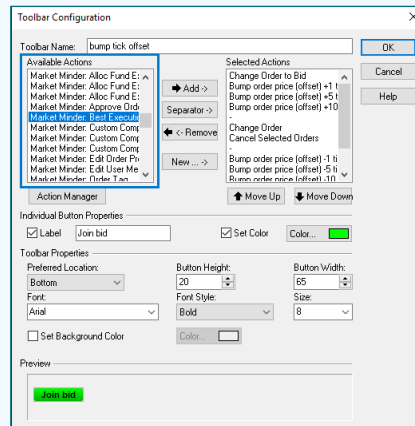 Toolbar Configuration
Toolbar Name: bump tick offset
OK
Available Actions
Selected Actions
Cancel
Help
Market Minder: Alloc Fund E
Market Minder: Alloc Fund E
Market Minder: Alloc Fund E
Market Minder: Approve Ord
Market Minder: Best Executi
Market Minder: Custom Comp
Market Minder: Custom Comp
Market Minder: Custom Comp
Market Minder: Edit Order Pr
Market Minder: Edit User Me
Market Minder: Order Tag
Add ->
Separator ->
<- Remove
New ... ->
Change Order to Bid
Bump order price (offset) +1 t
Bump order price (offset) +5 t
Bump order price (offset) +10
-
Change Order
Cancel Selected Orders
-
Bump order price (offset) -1 ti
Bump order price (offset) -5 ti
Bump order price (offset) -10
Action Manager
Move Up
Move Down
Individual Button Properties
Label
Join bid
Set Color
Color...
Toolbar Properties
Preferred Location:
Button Height:
Button Width:
Bottom
20
65
Font:
Font Style:
Size:
Arial
Bold
8
Set Background Color
Color...
Preview
Join bid